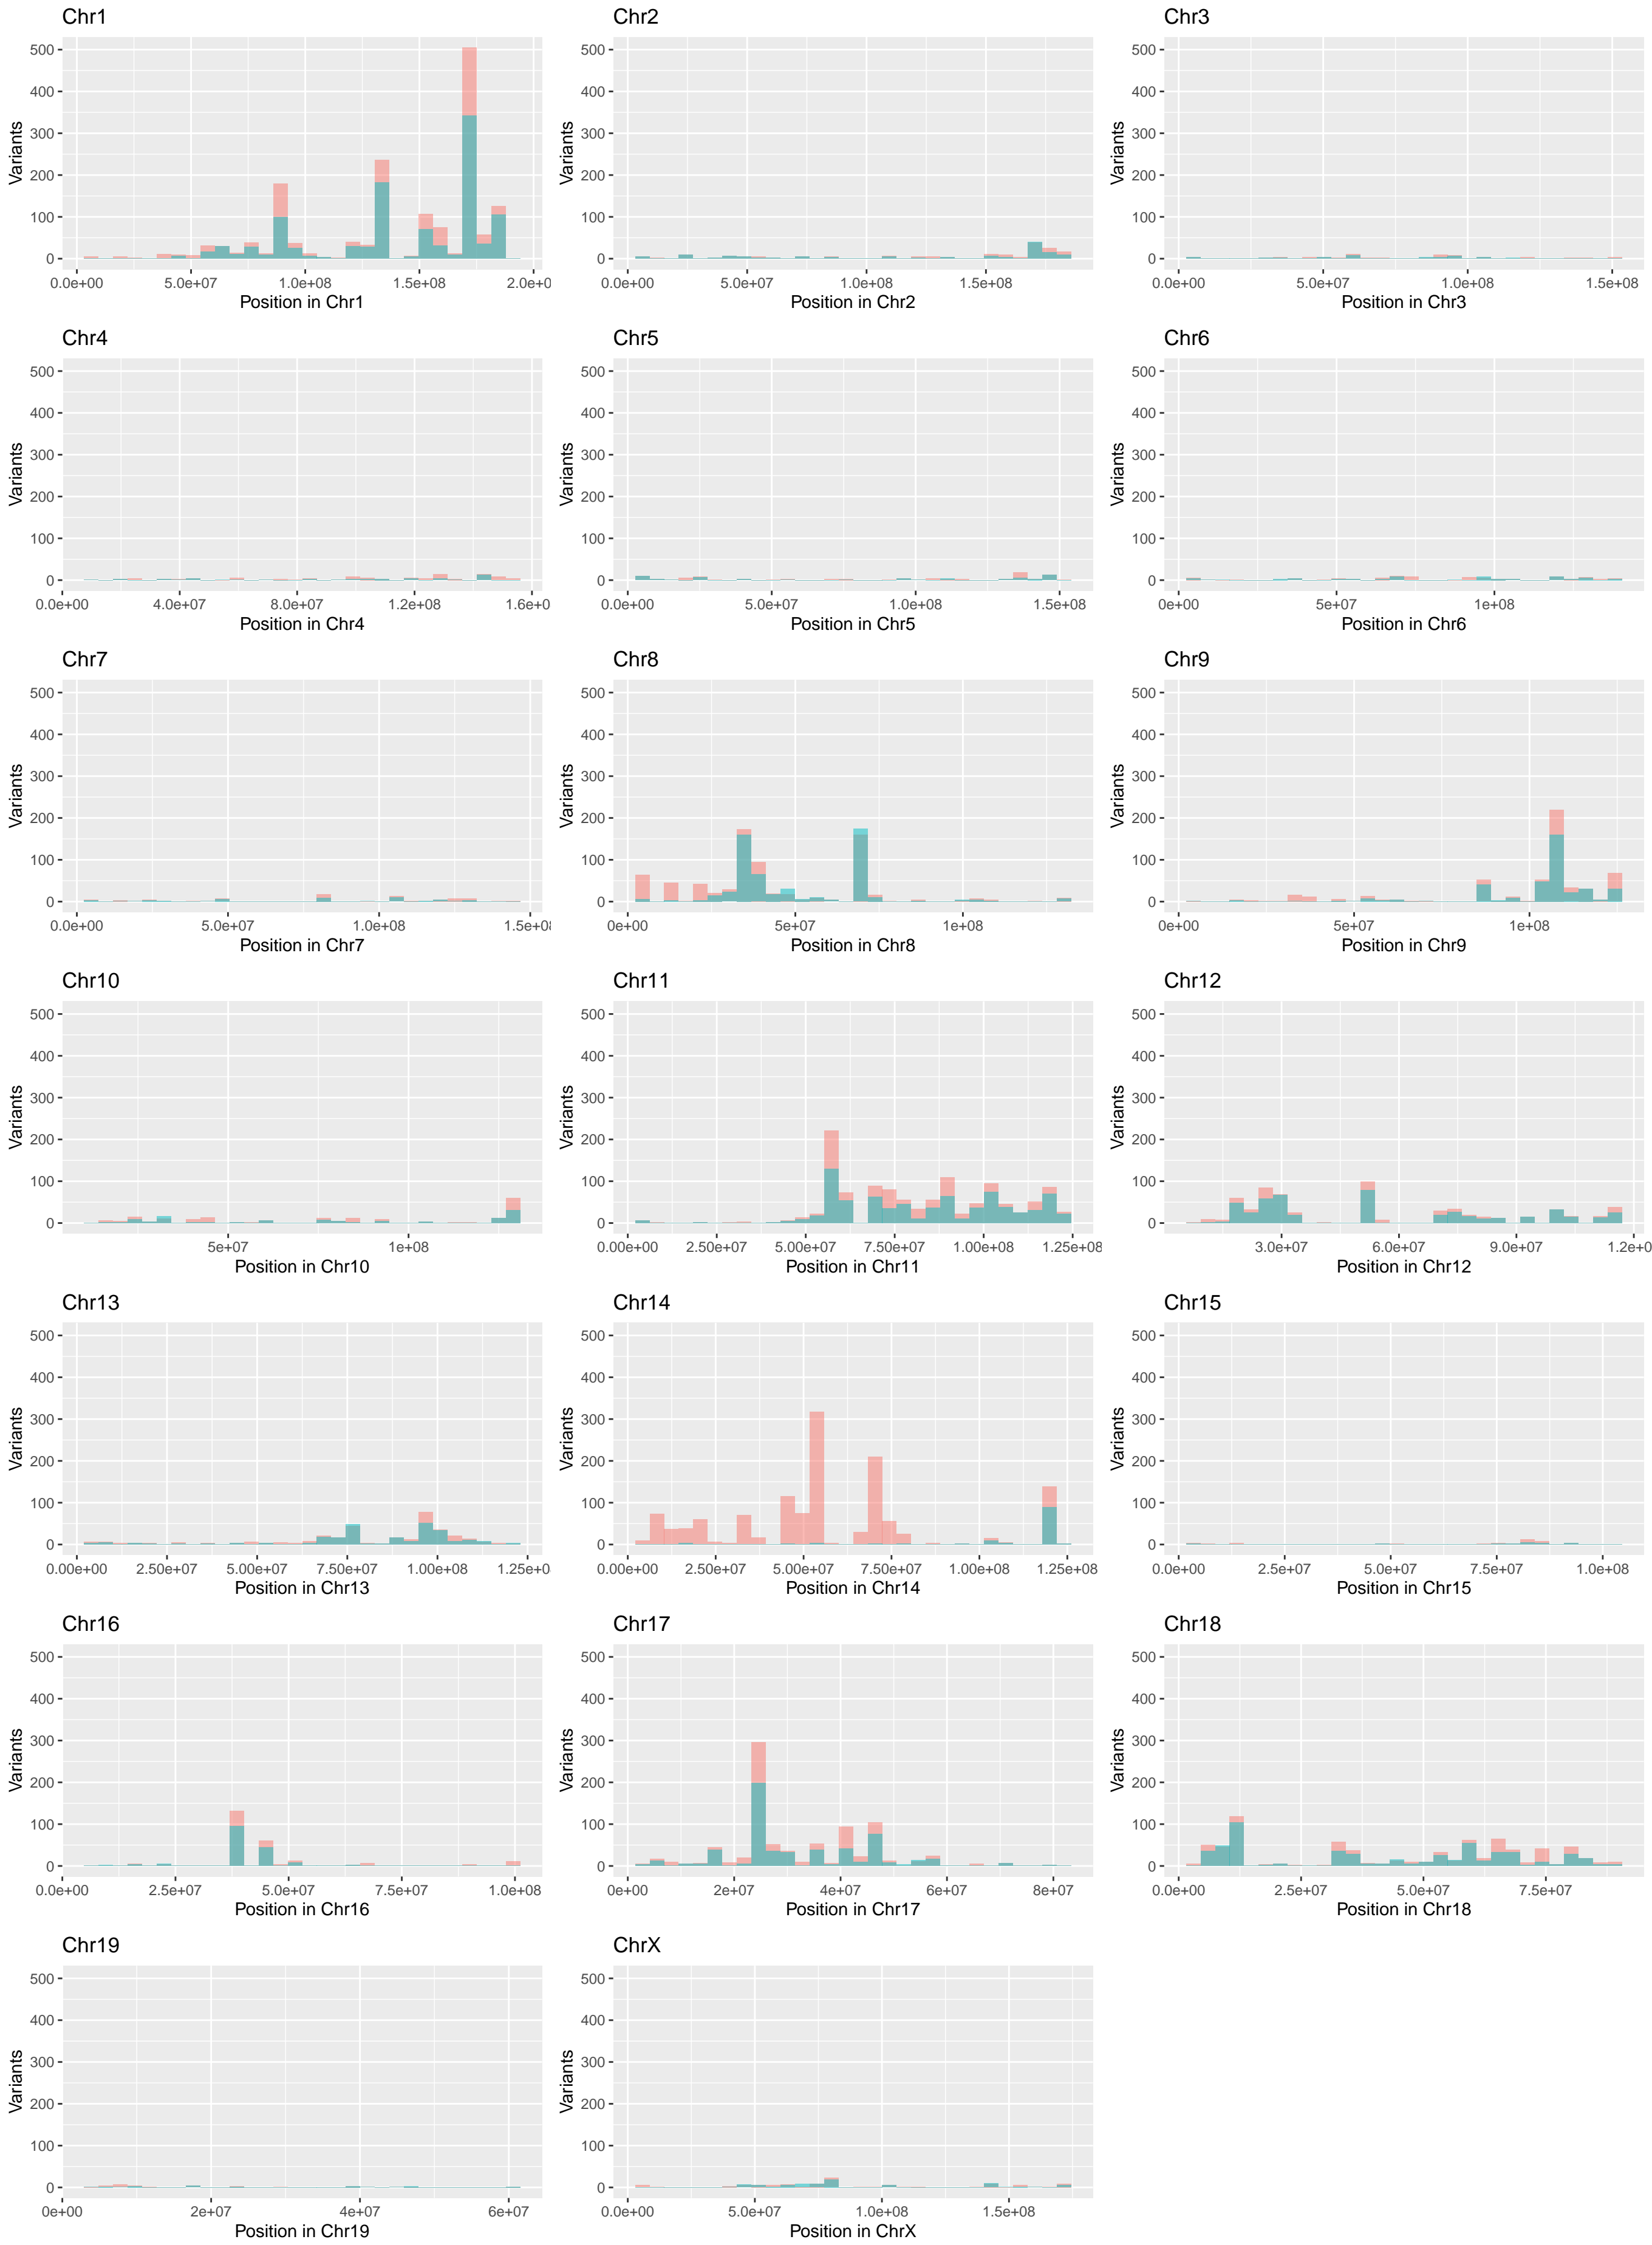 Chr1 Chr2 Chr3
500 500 500
400 400 400
Variants 300 Variants 300 Variants 300
200 200 200
100 100 100
0 0 0
0.0e+00 5.0e+07 1.0e+08 1.5e+08 2.0e+0 0.0e+00 5.0e+07 1.0e+08 1.5e+08 0.0e+00 5.0e+07 1.0e+08 1.5e+08
Position in Chr1 Position in Chr2 Position in Chr3
Chr4 Chr5 Chr6
500 500 500
400 400 400
Variants 300 Variants 300 Variants 300
200 200 200
100 100 100
0 0 0
0.0e+00 4.0e+07 8.0e+07 1.2e+08 1.6e+0 0.0e+00 5.0e+07 1.0e+08 1.5e+08 0e+00 5e+07 1e+08
Position in Chr4 Position in Chr5 Position in Chr6
Chr7 Chr8 Chr9
500 500 500
400 400 400
Variants 300 Variants 300 Variants 300
200 200 200
100 100 100
0 0 0
0.0e+00 5.0e+07 1.0e+08 1.5e+0 0e+00 5e+07 1e+08 0e+00 5e+07 1e+08
Position in Chr7 Position in Chr8 Position in Chr9
Chr10 Chr11 Chr12
500 500 500
400 400 400
Variants 300 Variants 300 Variants 300
200 200 200
100 100 100
0 0 0
5e+07 1e+08 0.00e+00 2.50e+07 5.00e+07 7.50e+07 1.00e+08 1.25e+08 3.0e+07 6.0e+07 9.0e+07 1.2e+0
Position in Chr10 Position in Chr11 Position in Chr12
Chr13 Chr14 Chr15
500 500 500
400 400 400
Variants 300 Variants 300 Variants 300
200 200 200
100 100 100
0 0 0
0.00e+00 2.50e+07 5.00e+07 7.50e+07 1.00e+08 1.25e+0 0.00e+00 2.50e+07 5.00e+07 7.50e+07 1.00e+08 1.25e+08 0.0e+00 2.5e+07 5.0e+07 7.5e+07 1.0e+08
Position in Chr13 Position in Chr14 Position in Chr15
Chr16 Chr17 Chr18
500 500 500
400 400 400
Variants 300 Variants 300 Variants 300
200 200 200
100 100 100
0 0 0
0.0e+00 2.5e+07 5.0e+07 7.5e+07 1.0e+08 0e+00 2e+07 4e+07 6e+07 8e+07 0.0e+00 2.5e+07 5.0e+07 7.5e+07
Position in Chr16 Position in Chr17 Position in Chr18
Chr19 ChrX
500 500
400 400
Variants 300 Variants 300
200 200
100 100
0 0
0e+00 2e+07 4e+07 6e+07 0.0e+00 5.0e+07 1.0e+08 1.5e+08
Position in Chr19 Position in ChrX